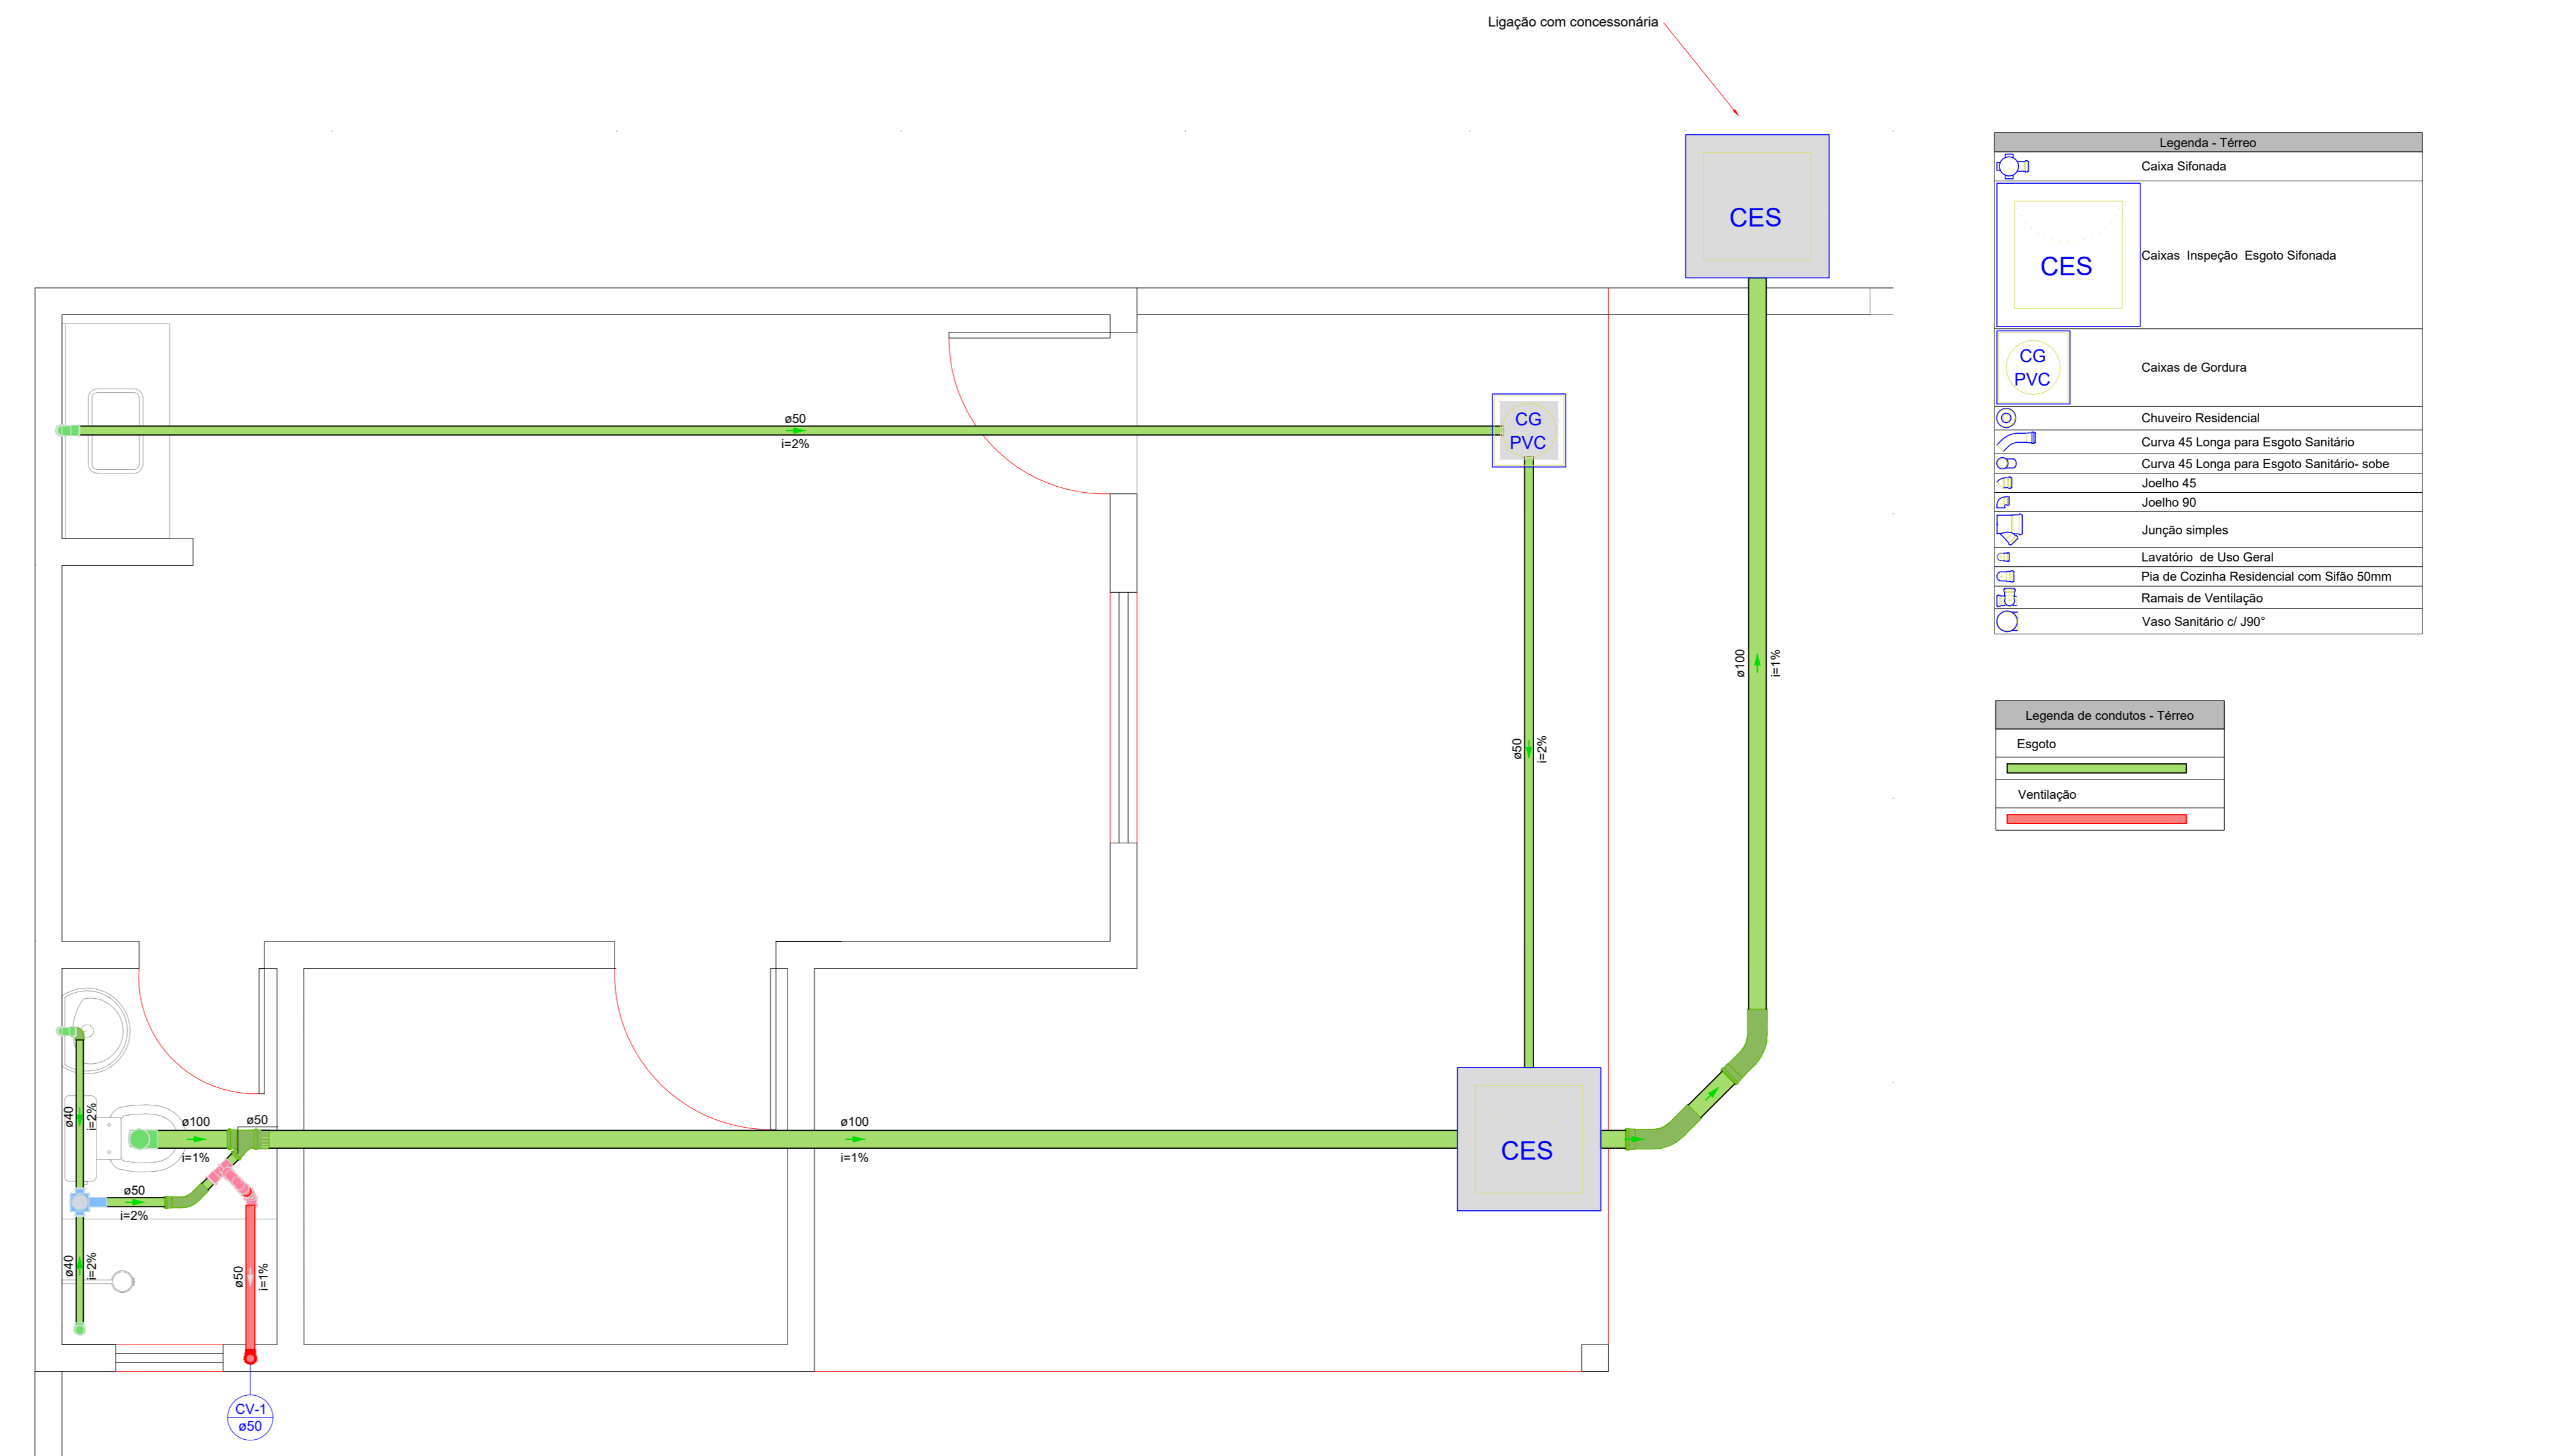 Ligação com concessonária
CES
ø50
i=2%
CG
PVC
ø50
i=2%
ø100
i=1%
ø40
i=2%
ø100
i=1%
ø50
ø100
i=1%
CES
ø50
i=2%
ø40
i=2%
ø50
i=1%
CV-1
ø50
Legenda - Térreo
Caixa Sifonada
CES
Caixas Inspeção Esgoto Sifonada
CG
PVC
Caixas de Gordura
Chuveiro Residencial
Curva 45 Longa para Esgoto Sanitário
Curva 45 Longa para Esgoto Sanitário- sobe
Joelho 45
Joelho 90
Junção simples
Lavatório de Uso Geral
Pia de Cozinha Residencial com Sifão 50mm
Ramais de Ventilação
Vaso Sanitário c/ J90°
Legenda de condutos - Térreo
Esgoto
Ventilação